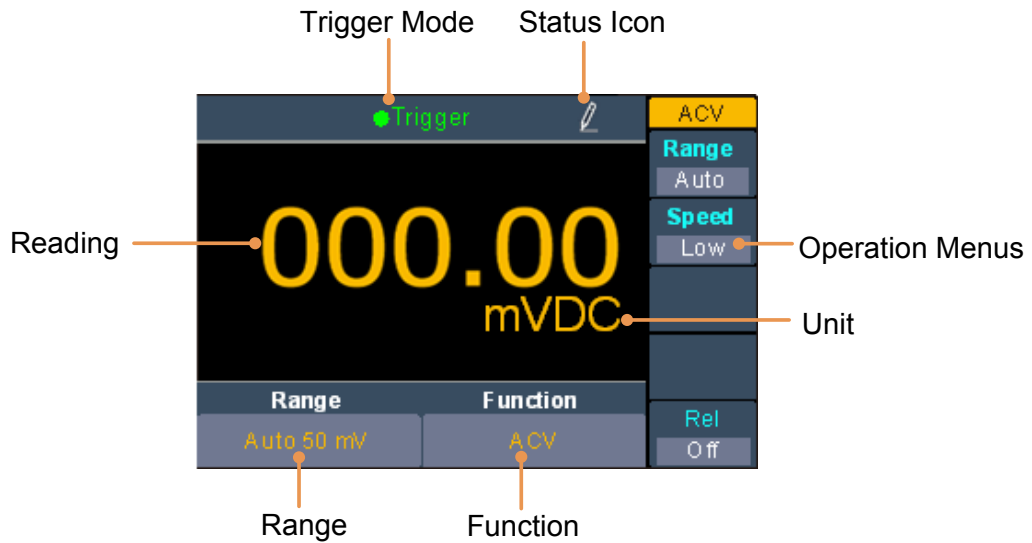 Trigger Mode
Status Icon
Trigger
ACV
Range
Auto
Speed
Low
Reading
000.00
mVDC
Operation Menus
Unit
Range
Function
Auto 50 mV
ACV
Rel
Off
Range
Function